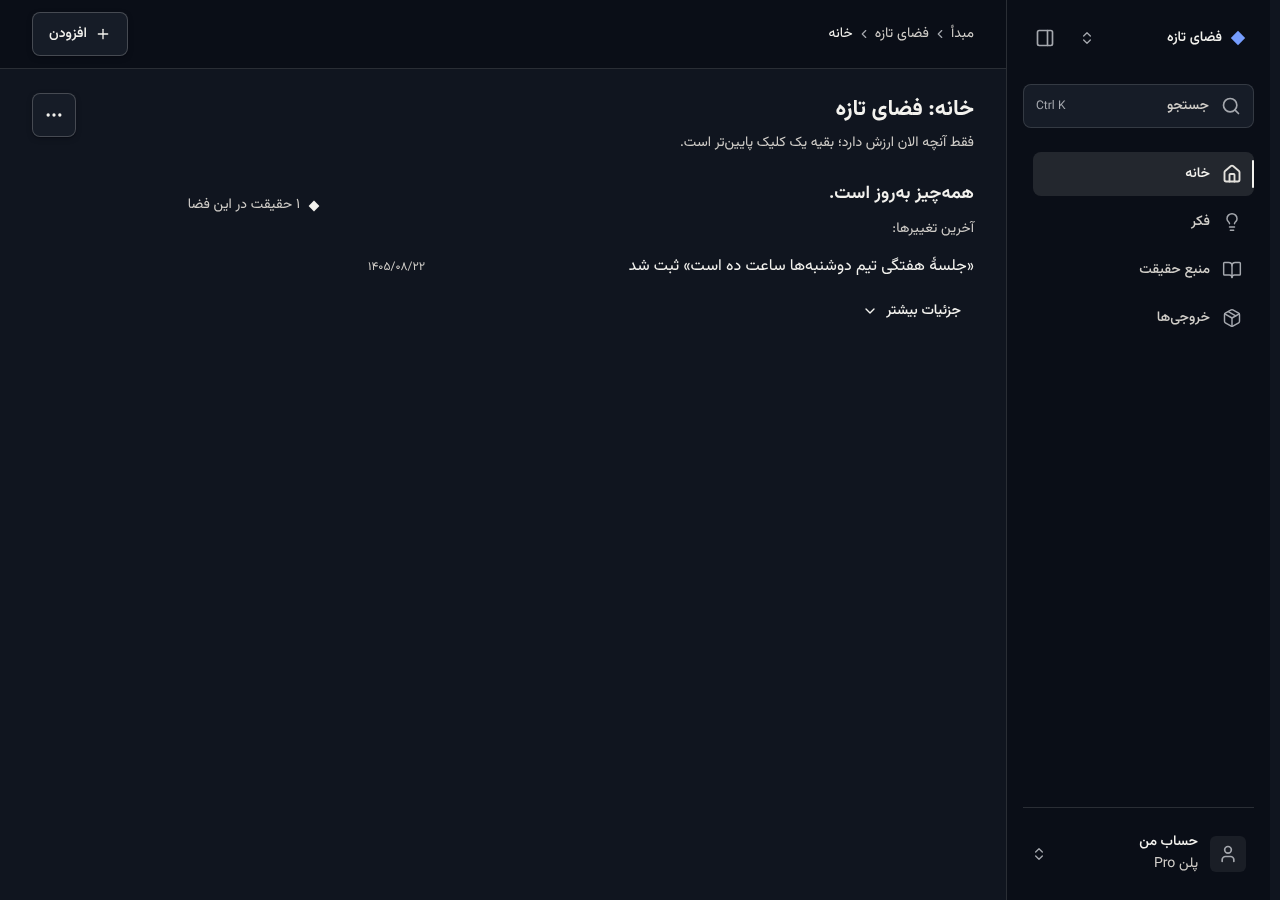 فضای تازه
جستجو
Ctrl K
خانه
فکر
منبع حقیقت
خروجی‌ها
حساب من
پلن Pro
مبدأ › فضای تازه › خانه
افزودن
خانه: فضای تازه
فقط آنچه الان ارزش دارد؛ بقیه یک کلیک پایین‌تر است.
همه‌چیز به‌روز است.
۱ حقیقت در این فضا
آخرین تغییرها:
«جلسهٔ هفتگی تیم دوشنبه‌ها ساعت ده است» ثبت شد
۱۴۰۵/۰۸/۲۲
جزئیات بیشتر